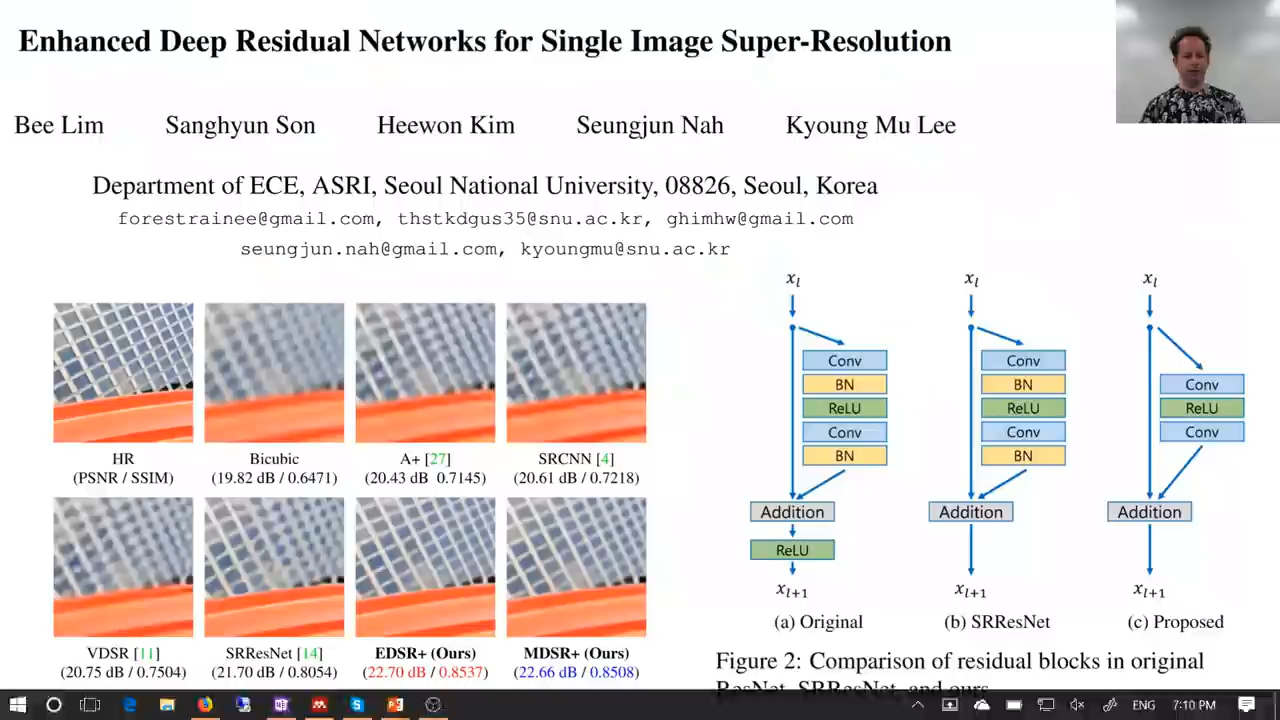 Enhanced Deep Residual Networks for Single Image Super-Resolution
Bee Lim Sanghyun Son Heewon Kim Seungjun Nah Kyoung Mu Lee
Department of ECE, ASRI, Seoul National University, 08826, Seoul, Korea
forestrainee@gmail.com, thstkdgus35@snu.ac.kr, ghimhw@gmail.com
seungjun.nah@gmail.com, kyoungmu@snu.ac.kr
HR Bicubic A+ [27] SRCNN [4]
(PSNR / SSIM) (19.82 dB / 0.6471) (20.43 dB 0.7145) (20.61 dB / 0.7218)
VDSR [11] SRResNet [14] EDSR+ (Ours) MDSR+ (Ours)
(20.75 dB / 0.7504) (21.70 dB / 0.8054) (22.70 dB / 0.8537) (22.66 dB / 0.8508)
x_l x_l x_l
Conv Conv
BN BN Conv
ReLU ReLU ReLU
Conv Conv Conv
BN BN
Addition Addition Addition
ReLU
x_{l+1} x_{l+1} x_{l+1}
(a) Original (b) SRResNet (c) Proposed
Figure 2: Comparison of residual blocks in original
ResNet, SRResNet, and ours
ENG 7:10 PM